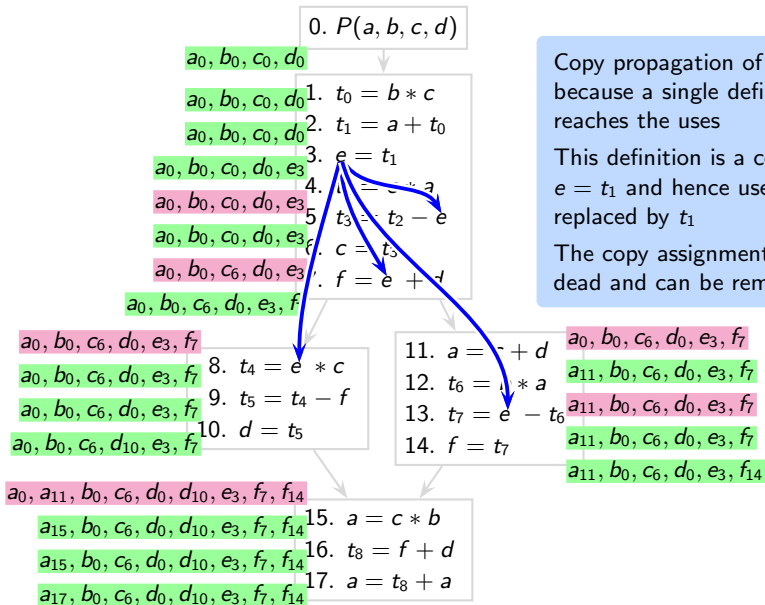 0. P(a, b, c, d)
a₀, b₀, c₀, d₀
a₀, b₀, c₀, d₀
a₀, b₀, c₀, d₀
a₀, b₀, c₀, d₀, e₃
a₀, b₀, c₀, d₀, e₃
a₀, b₀, c₀, d₀, e₃
a₀, b₀, c₆, d₀, e₃
a₀, b₀, c₆, d₀, e₃, f
1. t₀ = b ∗ c
2. t₁ = a + t₀
3. e = t₁
4. = ∗ a
5. t₃ = t₂ − e
6. c = t₃
7. f = e + d
Copy propagation of
because a single defi
reaches the uses
This definition is a c
e = t₁ and hence use
replaced by t₁
The copy assignment
dead and can be rem
a₀, b₀, c₆, d₀, e₃, f₇
a₀, b₀, c₆, d₀, e₃, f₇
a₀, b₀, c₆, d₀, e₃, f₇
a₀, b₀, c₆, d₁₀, e₃, f₇
8. t₄ = e ∗ c
9. t₅ = t₄ − f
10. d = t₅
11. a = + d
12. t₆ = ∗ a
13. t₇ = e − t₆
14. f = t₇
a₀, b₀, c₆, d₀, e₃, f₇
a₁₁, b₀, c₆, d₀, e₃, f₇
a₁₁, b₀, c₆, d₀, e₃, f₇
a₁₁, b₀, c₆, d₀, e₃, f₇
a₁₁, b₀, c₆, d₀, e₃, f₁₄
a₀, a₁₁, b₀, c₆, d₀, d₁₀, e₃, f₇, f₁₄
a₁₅, b₀, c₆, d₀, d₁₀, e₃, f₇, f₁₄
a₁₅, b₀, c₆, d₀, d₁₀, e₃, f₇, f₁₄
a₁₇, b₀, c₆, d₀, d₁₀, e₃, f₇, f₁₄
15. a = c ∗ b
16. t₈ = f + d
17. a = t₈ + a